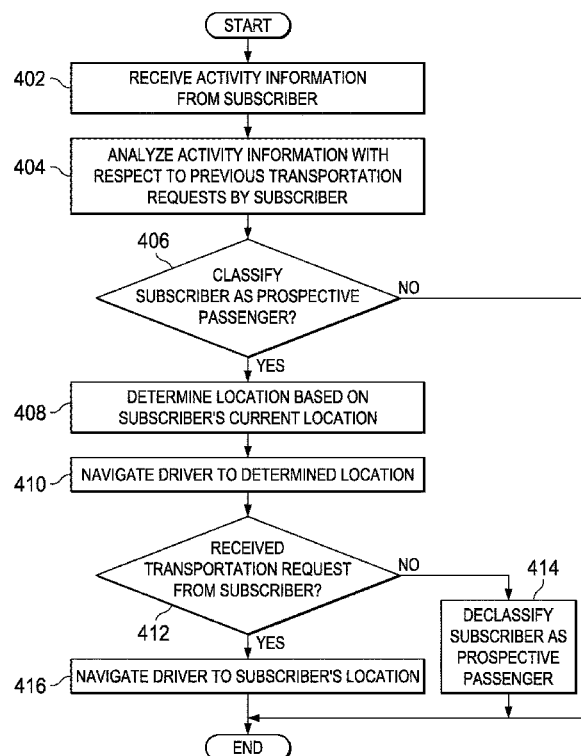 START
402
RECEIVE ACTIVITY INFORMATION
FROM SUBSCRIBER
404
ANALYZE ACTIVITY INFORMATION WITH
RESPECT TO PREVIOUS TRANSPORTATION
REQUESTS BY SUBSCRIBER
406
CLASSIFY
SUBSCRIBER AS PROSPECTIVE
PASSENGER?
NO
YES
408
DETERMINE LOCATION BASED ON
SUBSCRIBER'S CURRENT LOCATION
410
NAVIGATE DRIVER TO DETERMINED LOCATION
RECEIVED
TRANSPORTATION REQUEST
FROM SUBSCRIBER?
412
NO
YES
414
DECLASSIFY
SUBSCRIBER AS
PROSPECTIVE
PASSENGER
416
NAVIGATE DRIVER TO SUBSCRIBER'S LOCATION
END